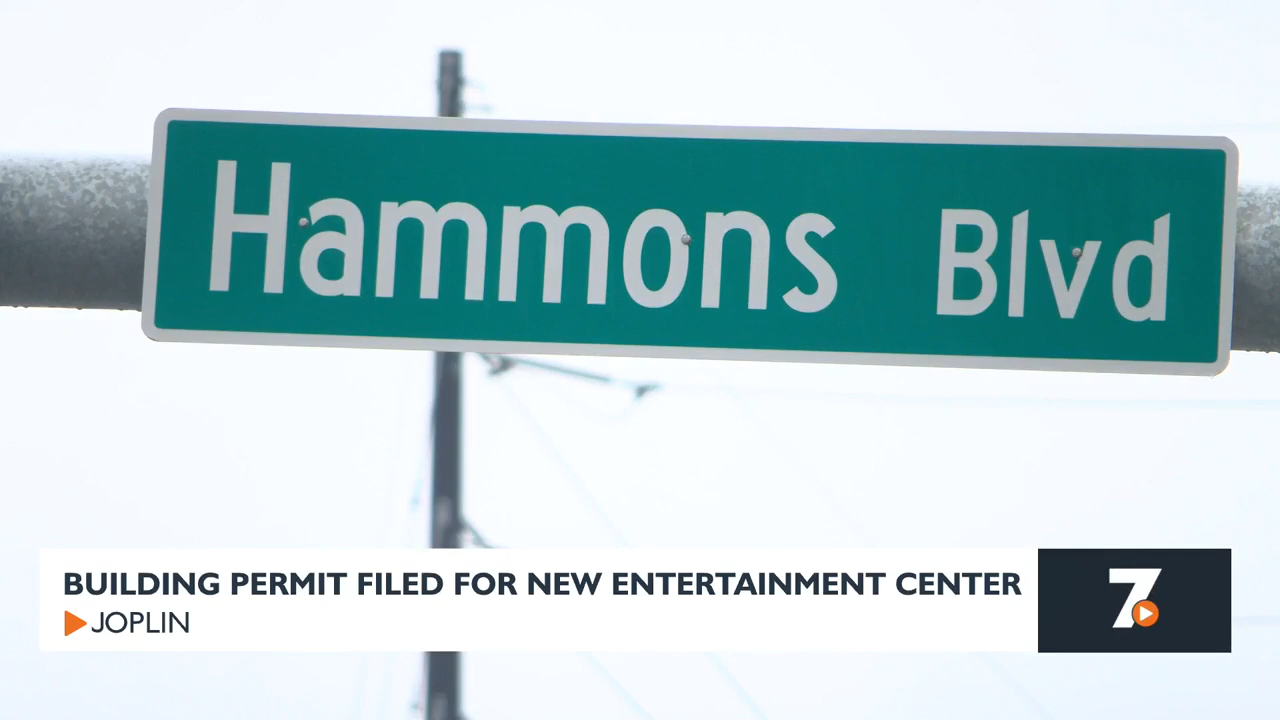 Hammons Blvd
BUILDING PERMIT FILED FOR NEW ENTERTAINMENT CENTER
JOPLIN
7